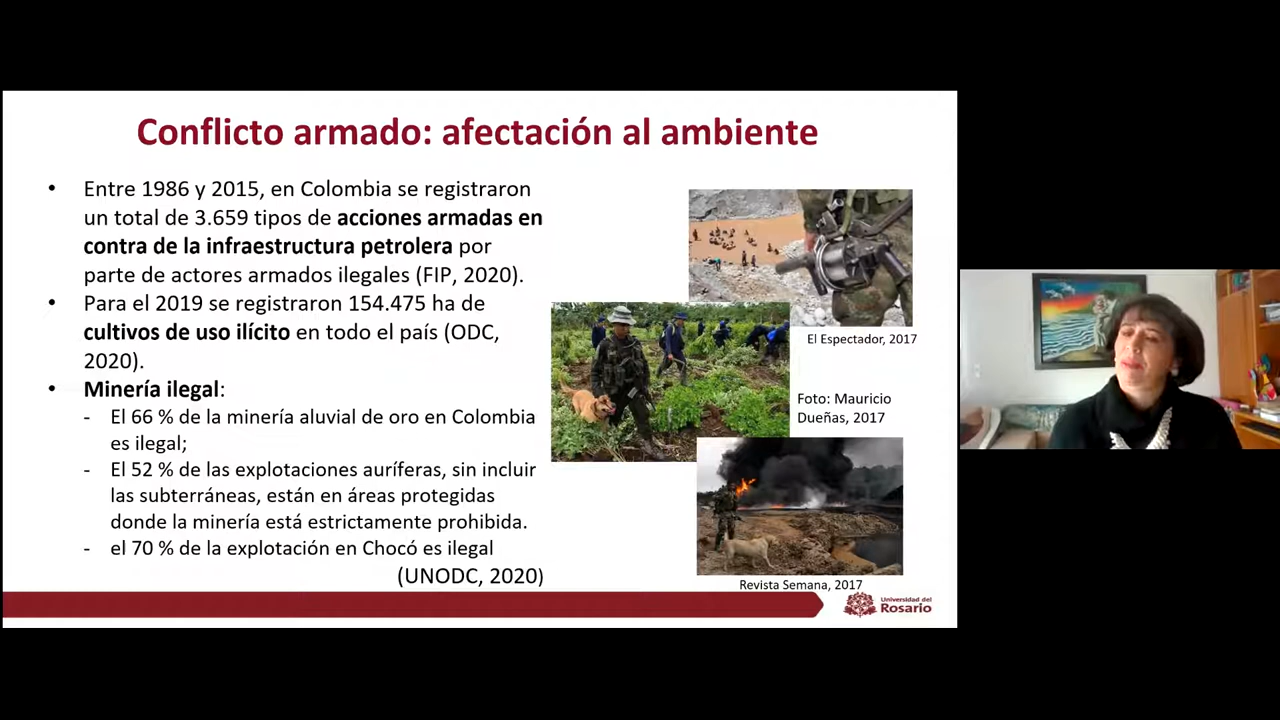 Conflicto armado: afectación al ambiente
• Entre 1986 y 2015, en Colombia se registraron
un total de 3.659 tipos de acciones armadas en
contra de la infraestructura petrolera por
parte de actores armados ilegales (FIP, 2020).
• Para el 2019 se registraron 154.475 ha de
cultivos de uso ilícito en todo el país (ODC,
2020).
• Minería ilegal:
- El 66 % de la minería aluvial de oro en Colombia
es ilegal;
- El 52 % de las explotaciones auríferas, sin incluir
las subterráneas, están en áreas protegidas
donde la minería está estrictamente prohibida.
- el 70 % de la explotación en Chocó es ilegal
(UNODC, 2020)
El Espectador, 2017
Foto: Mauricio
Dueñas, 2017
Revista Semana, 2017
Universidad del
Rosario